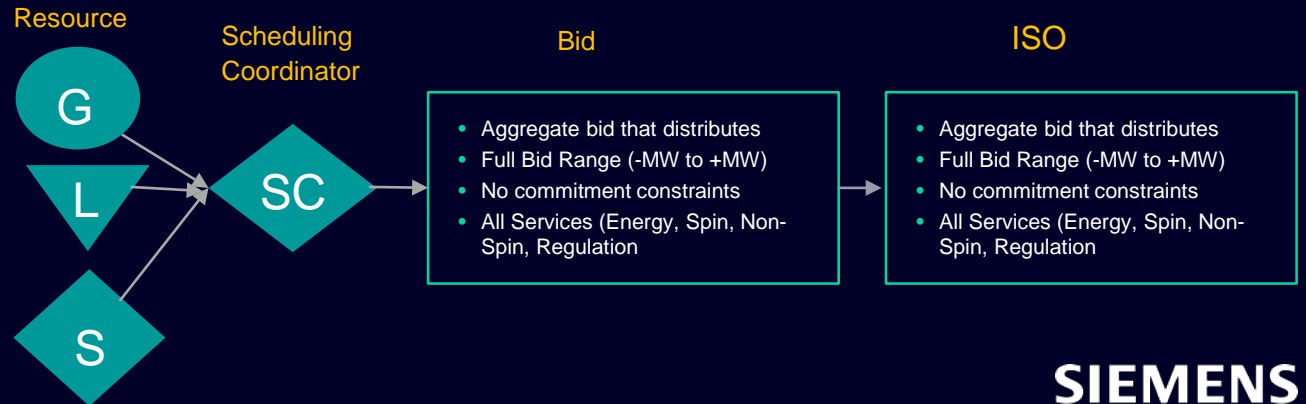 Resource
Scheduling
Coordinator
Bid
ISO
G
L
S
SC
• Aggregate bid that distributes
• Full Bid Range (-MW to +MW)
• No commitment constraints
• All Services (Energy, Spin, Non-
Spin, Regulation
• Aggregate bid that distributes
• Full Bid Range (-MW to +MW)
• No commitment constraints
• All Services (Energy, Spin, Non-
Spin, Regulation
SIEMENS